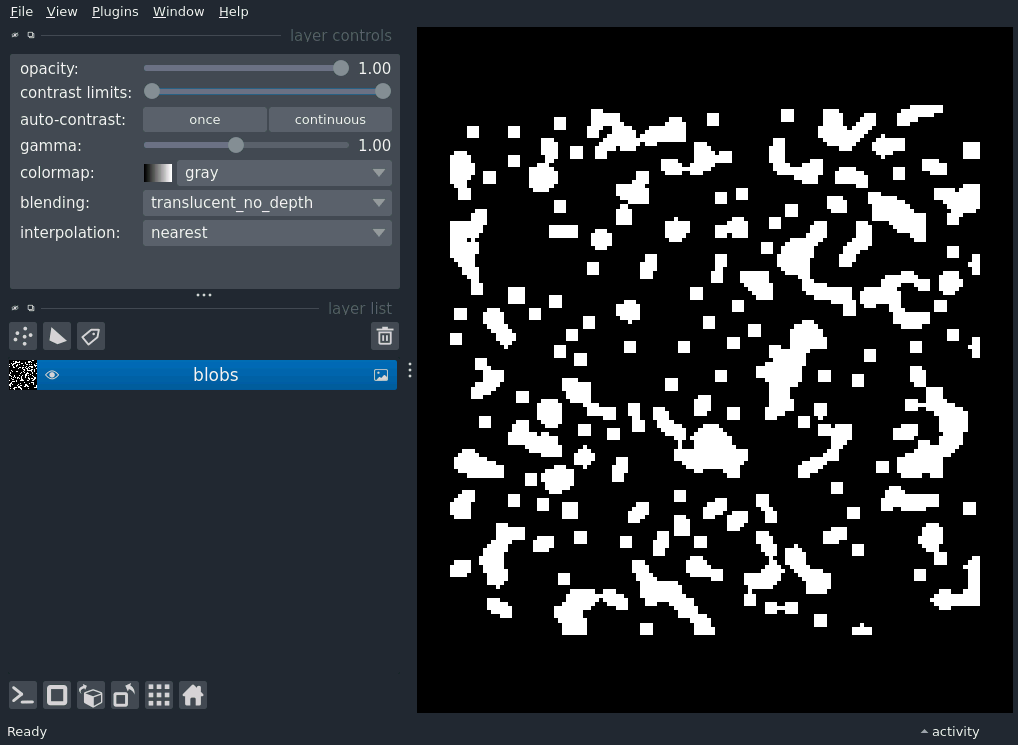 File View Plugins Window Help
layer controls
opacity: 1.00
contrast limits:
auto-contrast: once continuous
gamma: 1.00
colormap: gray
blending: translucent_no_depth
interpolation: nearest
layer list
blobs
Ready activity